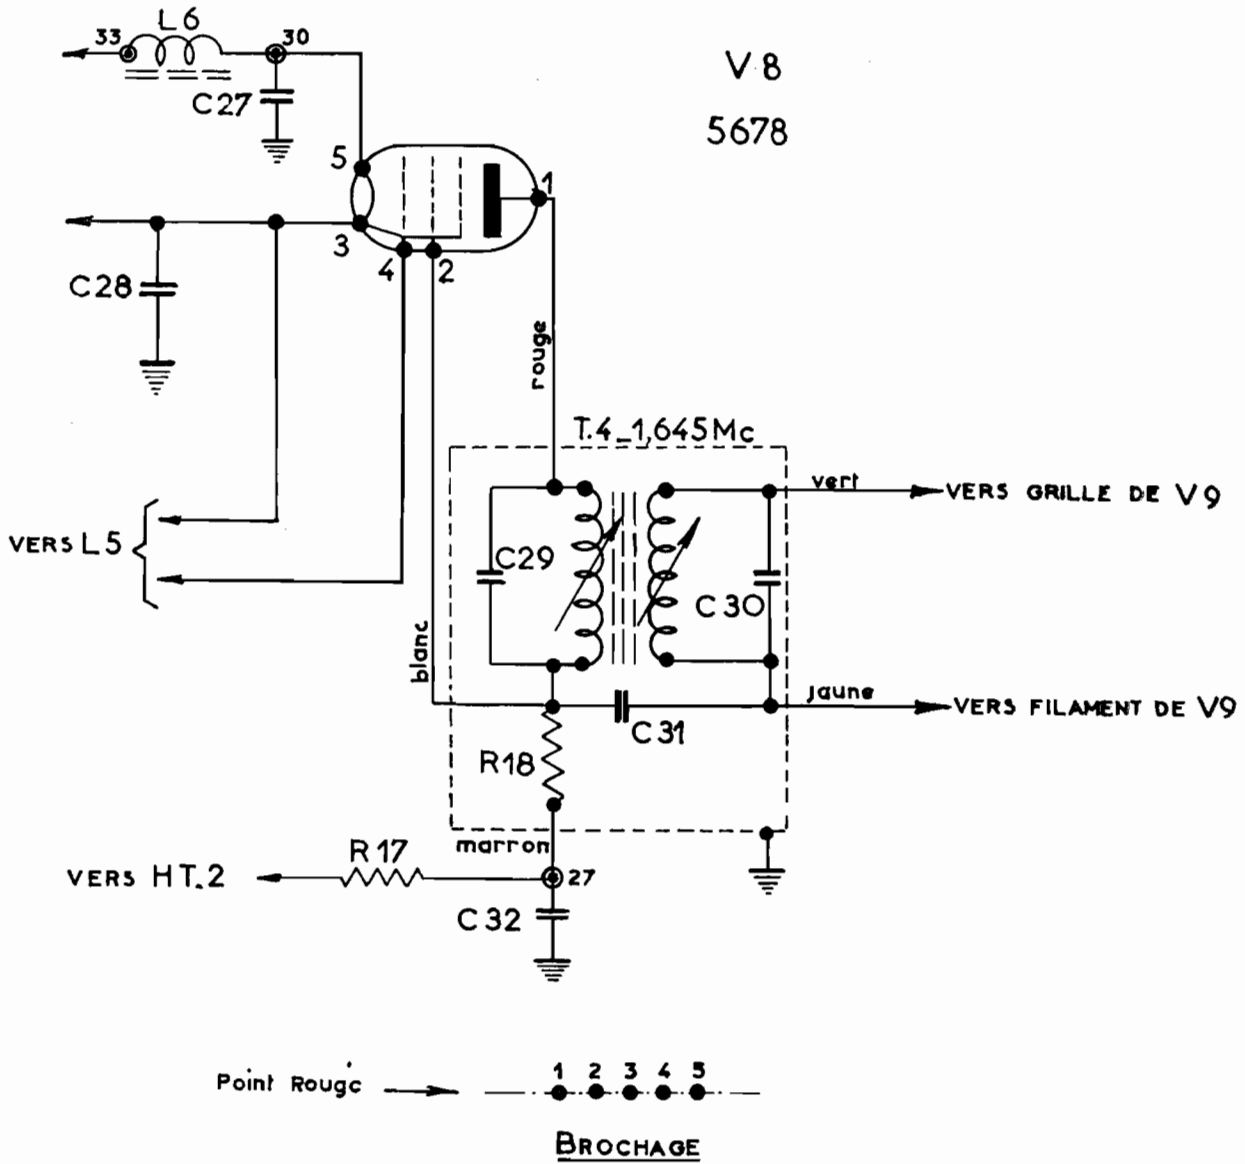 L6
33
30
C27
V8
5678
5
1
3
4
2
C28
rouge
T.4_1,645Mc
vert
VERS GRILLE DE V9
VERS L5
C29
C30
blanc
jaune
VERS FILAMENT DE V9
C31
R18
marron
R17
VERS HT.2
27
C32
Point Rouge
1 2 3 4 5
BROCHAGE